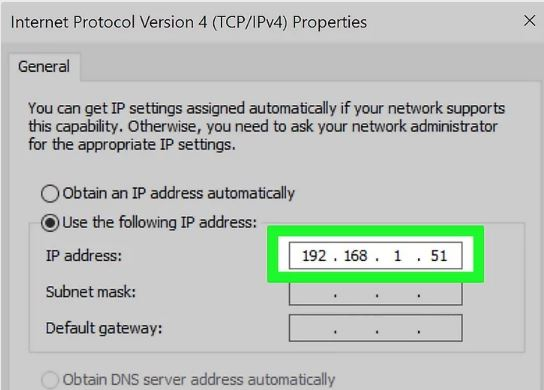 Internet Protocol Version 4 (TCP/IPv4) Properties
General
You can get IP settings assigned automatically if your network supports
this capability. Otherwise, you need to ask your network administrator
for the appropriate IP settings.
Obtain an IP address automatically
Use the following IP address:
IP address: 192 . 168 . 1 . 51
Subnet mask: . . .
Default gateway: . . .
Obtain DNS server address automatically